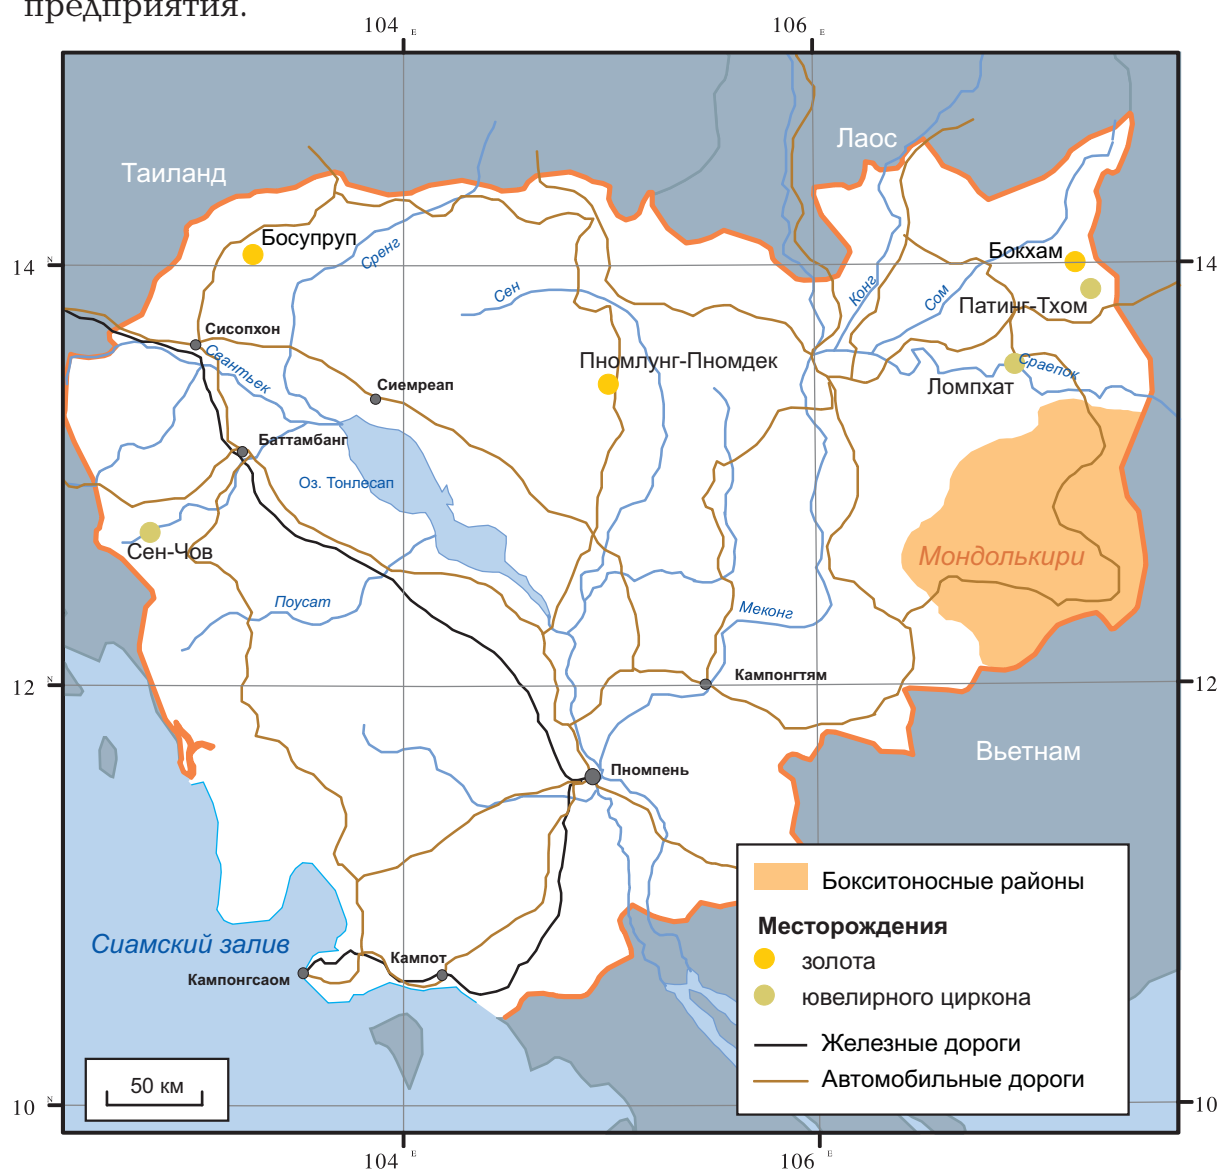 предприятия.
104 E
106 E
Лаос
Таиланд
Босупруп
Сренг
Бокхам
14 N
14
Сен
Конг
Сом
Патинг-Тхом
Сисопхон
Свантьек
Пномлунг-Пномдек
Сраепок
Сиемреап
Ломпхат
Баттамбанг
Оз. Тонлесап
Сен-Чов
Мондолькири
Поусат
Меконг
Кампонгтям
12 N
12
Вьетнам
Пномпень
Бокситоносные районы
Месторождения
Сиамский залив
золота
Кампот
Кампонгсаом
ювелирного циркона
Железные дороги
50 км
Автомобильные дороги
10 N
10
104 E
106 E